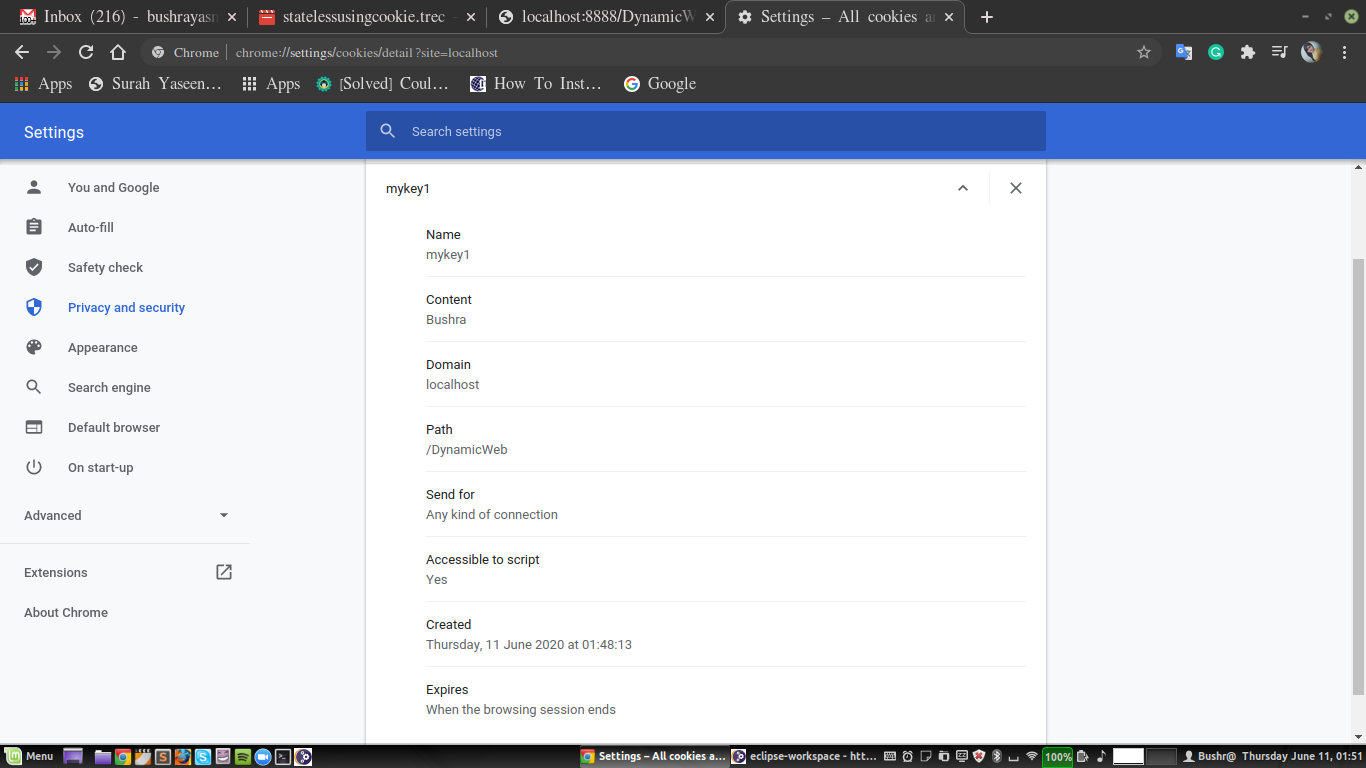 Inbox (216) - bushrayasr
statelessusingcookie.trec -
localhost:8888/DynamicW
Settings – All cookies a
Chrome
chrome://settings/cookies/detail?site=localhost
Apps
Surah Yaseen...
Apps
[Solved] Coul...
How To Inst...
Google
Settings
Search settings
You and Google
Auto-fill
Safety check
Privacy and security
Appearance
Search engine
Default browser
On start-up
Advanced
Extensions
About Chrome
mykey1
Name
mykey1
Content
Bushra
Domain
localhost
Path
/DynamicWeb
Send for
Any kind of connection
Accessible to script
Yes
Created
Thursday, 11 June 2020 at 01:48:13
Expires
When the browsing session ends
Menu
Settings – All cookies a...
eclipse-workspace - htt...
100%
Bushr@
Thursday June 11, 01:51